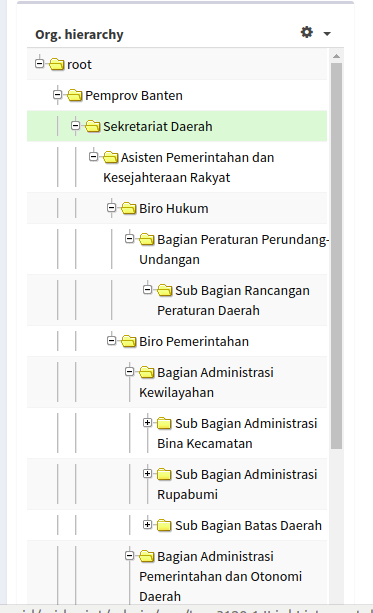 Org. hierarchy
root
Pemprov Banten
Sekretariat Daerah
Asisten Pemerintahan dan
Kesejahteraan Rakyat
Biro Hukum
Bagian Peraturan Perundang-
Undangan
Sub Bagian Rancangan
Peraturan Daerah
Biro Pemerintahan
Bagian Administrasi
Kewilayahan
Sub Bagian Administrasi
Bina Kecamatan
Sub Bagian Administrasi
Rupabumi
Sub Bagian Batas Daerah
Bagian Administrasi
Pemerintahan dan Otonomi
Daerah